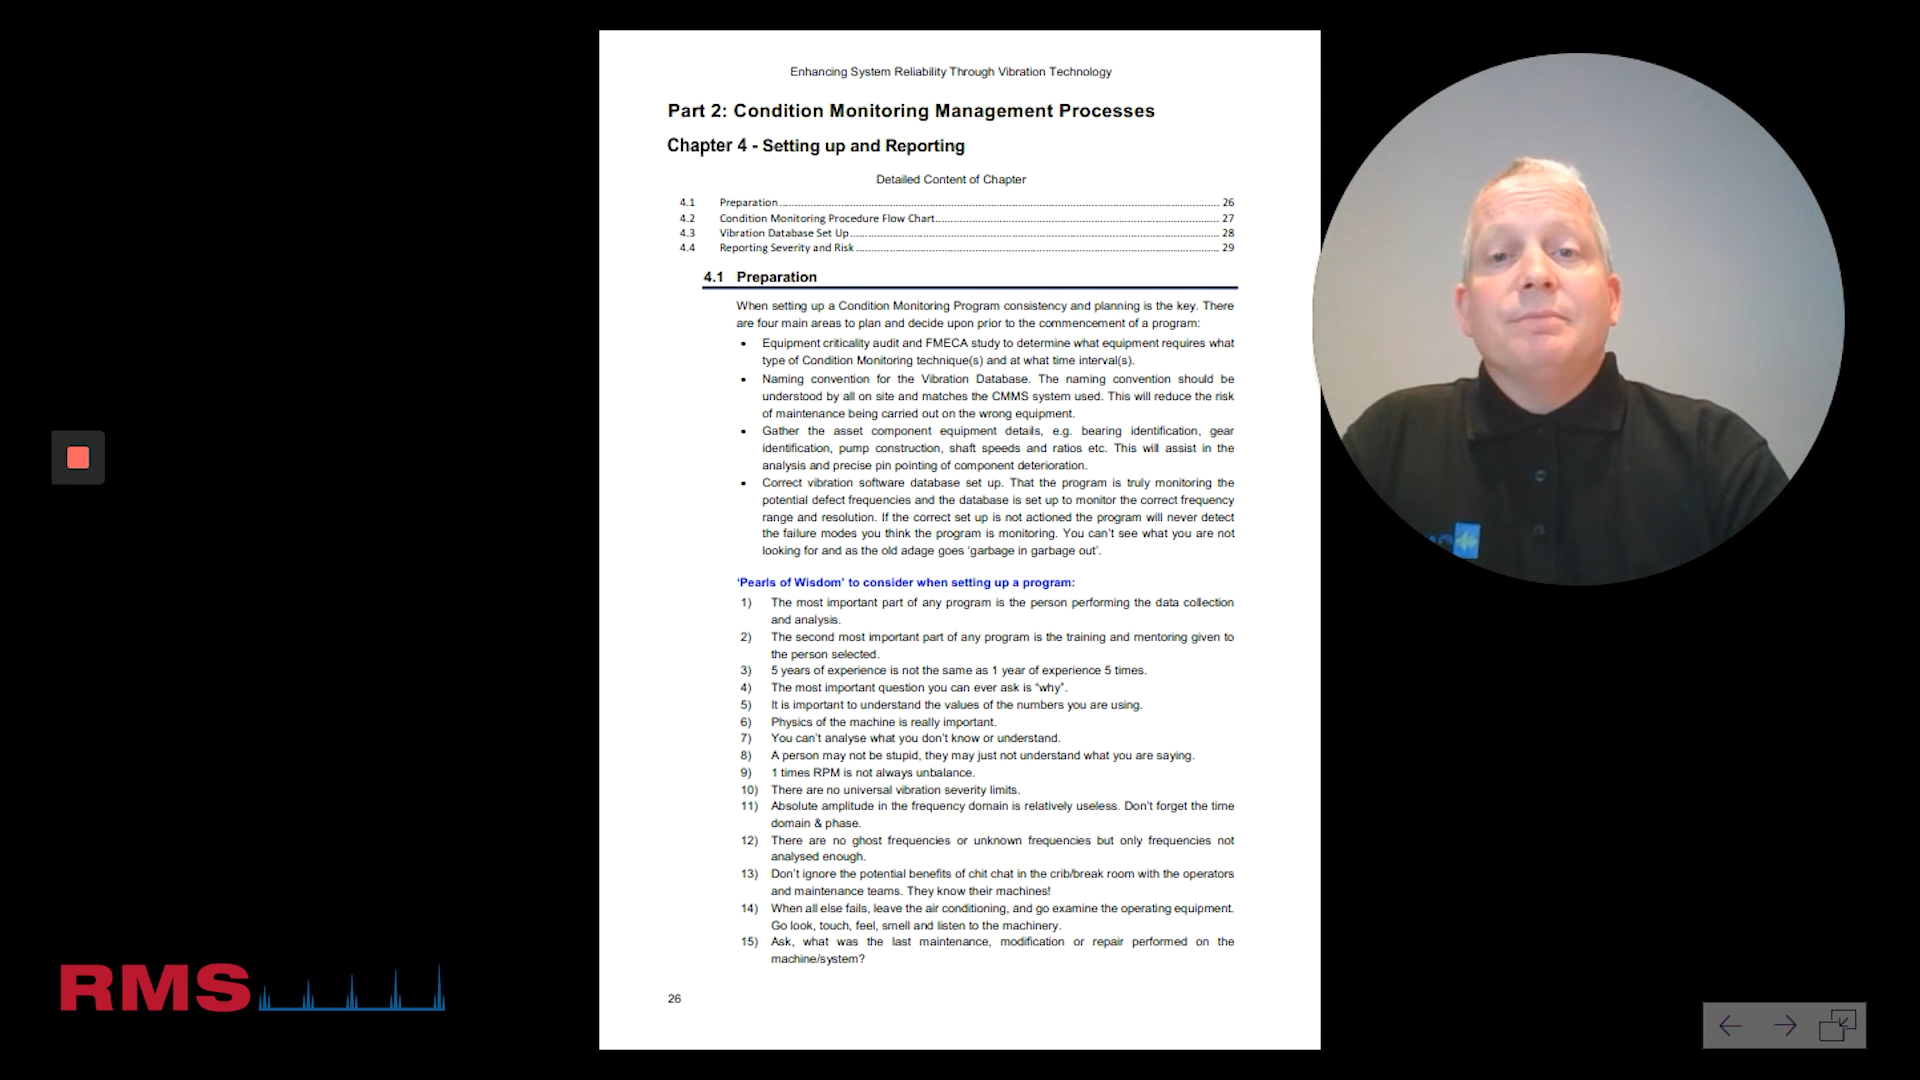 Enhancing System Reliability Through Vibration Technology
Part 2: Condition Monitoring Management Processes
Chapter 4 - Setting up and Reporting
Detailed Content of Chapter
4.1 Preparation 26
4.2 Condition Monitoring Procedure Flow Chart 27
4.3 Vibration Database Set Up 28
4.4 Reporting Severity and Risk 29
4.1 Preparation
When setting up a Condition Monitoring Program consistency and planning is the key. There
are four main areas to plan and decide upon prior to the commencement of a program:
• Equipment criticality audit and FMECA study to determine what equipment requires what
type of Condition Monitoring technique(s) and at what time interval(s).
• Naming convention for the Vibration Database. The naming convention should be
understood by all on site and matches the CMMS system used. This will reduce the risk
of maintenance being carried out on the wrong equipment.
• Gather the asset component equipment details, e.g. bearing identification, gear
identification, pump construction, shaft speeds and ratios etc. This will assist in the
analysis and precise pin pointing of component deterioration.
• Correct vibration software database set up. That the program is truly monitoring the
potential defect frequencies and the database is set up to monitor the correct frequency
range and resolution. If the correct set up is not actioned the program will never detect
the failure modes you think the program is monitoring. You can't see what you are not
looking for and as the old adage goes 'garbage in garbage out'.
'Pearls of Wisdom' to consider when setting up a program:
1) The most important part of any program is the person performing the data collection
and analysis.
2) The second most important part of any program is the training and mentoring given to
the person selected.
3) 5 years of experience is not the same as 1 year of experience 5 times.
4) The most important question you can ever ask is "why".
5) It is important to understand the values of the numbers you are using.
6) Physics of the machine is really important.
7) You can't analyse what you don't know or understand.
8) A person may not be stupid, they may just not understand what you are saying.
9) 1 times RPM is not always unbalance.
10) There are no universal vibration severity limits.
11) Absolute amplitude in the frequency domain is relatively useless. Don't forget the time
domain & phase.
12) There are no ghost frequencies or unknown frequencies but only frequencies not
analysed enough.
13) Don't ignore the potential benefits of chit chat in the crib/break room with the operators
and maintenance teams. They know their machines!
14) When all else fails, leave the air conditioning, and go examine the operating equipment.
Go look, touch, feel, smell and listen to the machinery.
15) Ask, what was the last maintenance, modification or repair performed on the
machine/system?
26
RMS